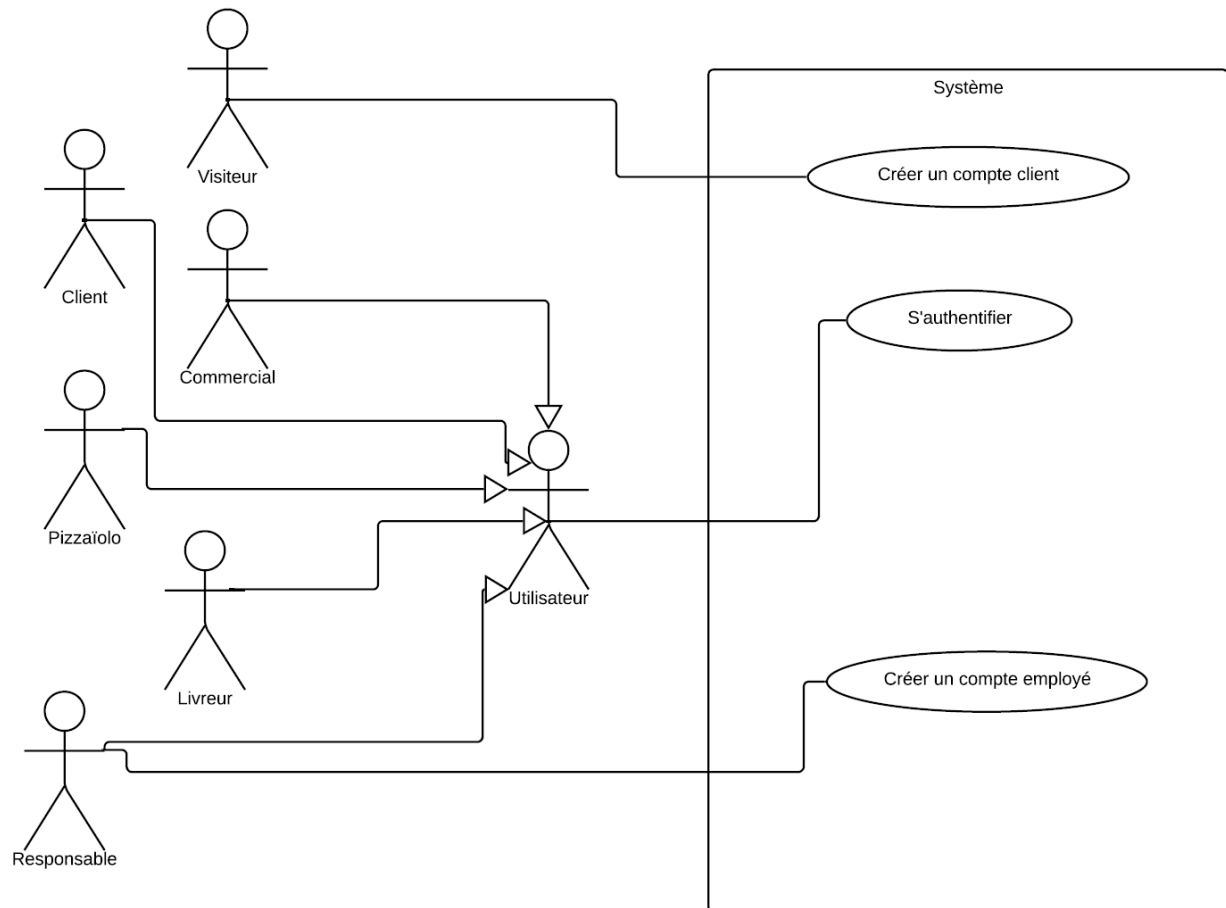 Système
Visiteur
Créer un compte client
Client
S'authentifier
Commercial
Pizzaïolo
Utilisateur
Livreur
Créer un compte employé
Responsable